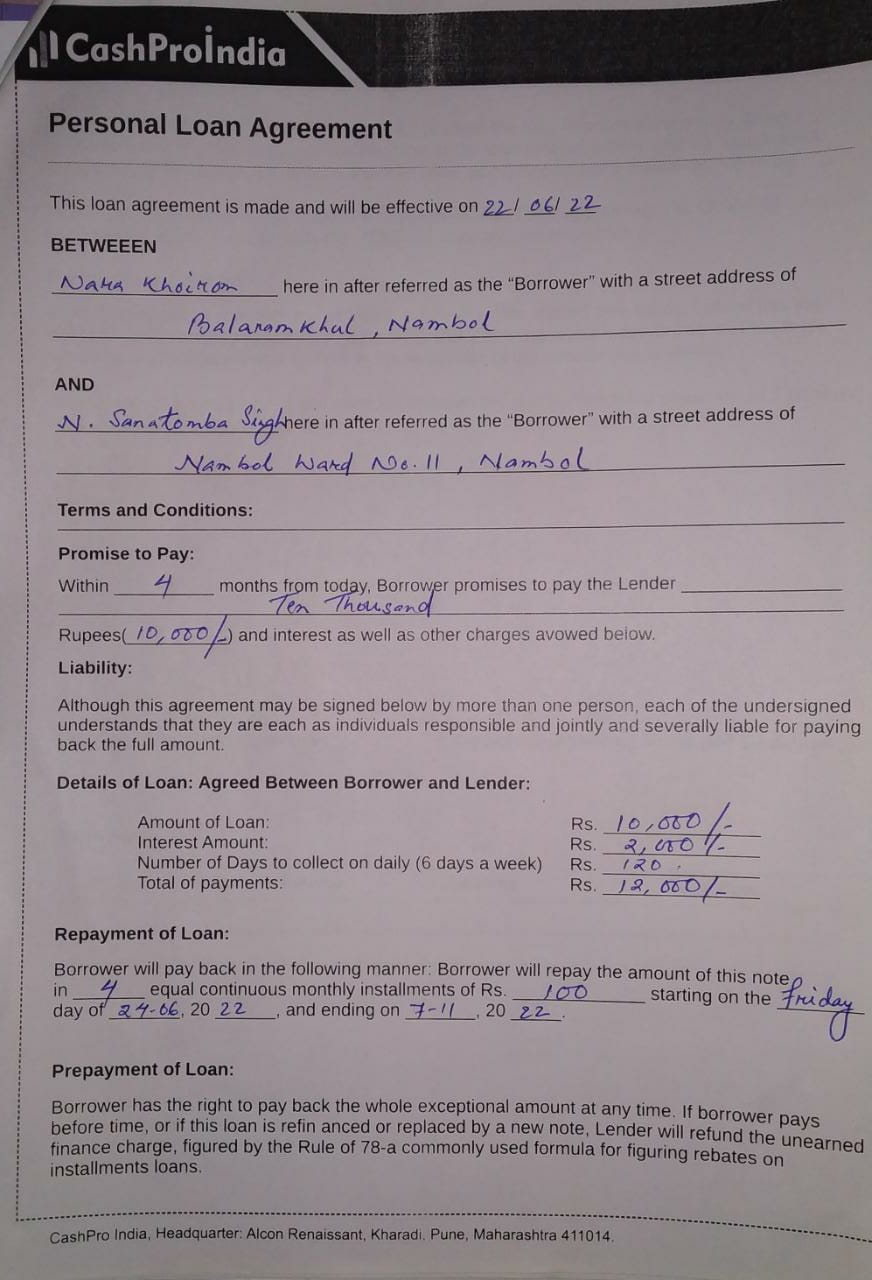 CashProIndia
Personal Loan Agreement
This loan agreement is made and will be effective on 22/ 06/ 22
BETWEEEN
Nara Khoirom here in after referred as the “Borrower” with a street address of
Balaram Khul, Nambol
AND
N. Sanatomba Singh here in after referred as the “Borrower” with a street address of
Nambol Ward No. 11, Nambol
Terms and Conditions:
Promise to Pay:
Within 4 months from today, Borrower promises to pay the Lender
Ten Thousand
Rupees( 10,000/-) and interest as well as other charges avowed below.
Liability:
Although this agreement may be signed below by more than one person, each of the undersigned
understands that they are each as individuals responsible and jointly and severally liable for paying
back the full amount.
Details of Loan: Agreed Between Borrower and Lender:
Amount of Loan: Rs. 10,000/-
Interest Amount: Rs. 2,000/-
Number of Days to collect on daily (6 days a week) Rs. 120.
Total of payments: Rs. 12,000/-
Repayment of Loan:
Borrower will pay back in the following manner: Borrower will repay the amount of this note
in 4 equal continuous monthly installments of Rs. 100 starting on the friday
day of 24-06, 20 22, and ending on 7-11, 20 22.
Prepayment of Loan:
Borrower has the right to pay back the whole exceptional amount at any time. If borrower pays
before time, or if this loan is refin anced or replaced by a new note, Lender will refund the unearned
finance charge, figured by the Rule of 78-a commonly used formula for figuring rebates on
installments loans.
CashPro India, Headquarter: Alcon Renaissant, Kharadi, Pune, Maharashtra 411014.